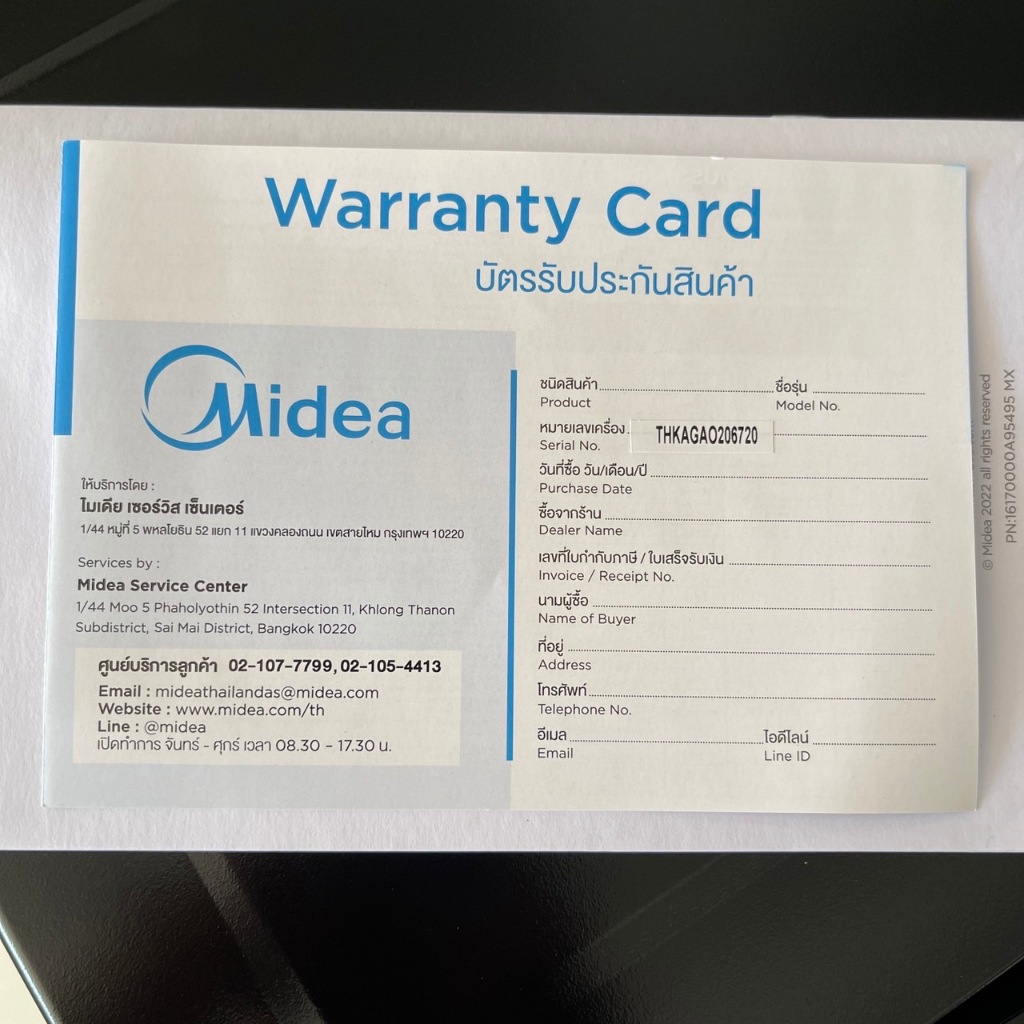 Warranty Card
บัตรรับประกันสินค้า
Midea
ให้บริการโดย :
ไมเดีย เซอร์วิส เซ็นเตอร์
1/44 หมู่ที่ 5 พหลโยธิน 52 แยก 11 แขวงคลองถนน เขตสายไหม กรุงเทพฯ 10220
Services by :
Midea Service Center
1/44 Moo 5 Phaholyothin 52 Intersection 11, Khlong Thanon
Subdistrict, Sai Mai District, Bangkok 10220
ศูนย์บริการลูกค้า 02-107-7799, 02-105-4413
Email : mideathailandas@midea.com
Website : www.midea.com/th
Line : @midea
เปิดทำการ จันทร์ - ศุกร์ เวลา 08.30 - 17.30 น.
ชนิดสินค้า ชื่อรุ่น
Product Model No.
หมายเลขเครื่อง THKAGAO206720
Serial No.
วันที่ซื้อ วัน/เดือน/ปี
Purchase Date
ซื้อจากร้าน
Dealer Name
เลขที่ใบกำกับภาษี / ใบเสร็จรับเงิน
Invoice / Receipt No.
นามผู้ซื้อ
Name of Buyer
ที่อยู่
Address
โทรศัพท์
Telephone No.
อีเมล ไอดีไลน์
Email Line ID
© Midea 2022 all rights reserved
PN:16170000A95495 MX